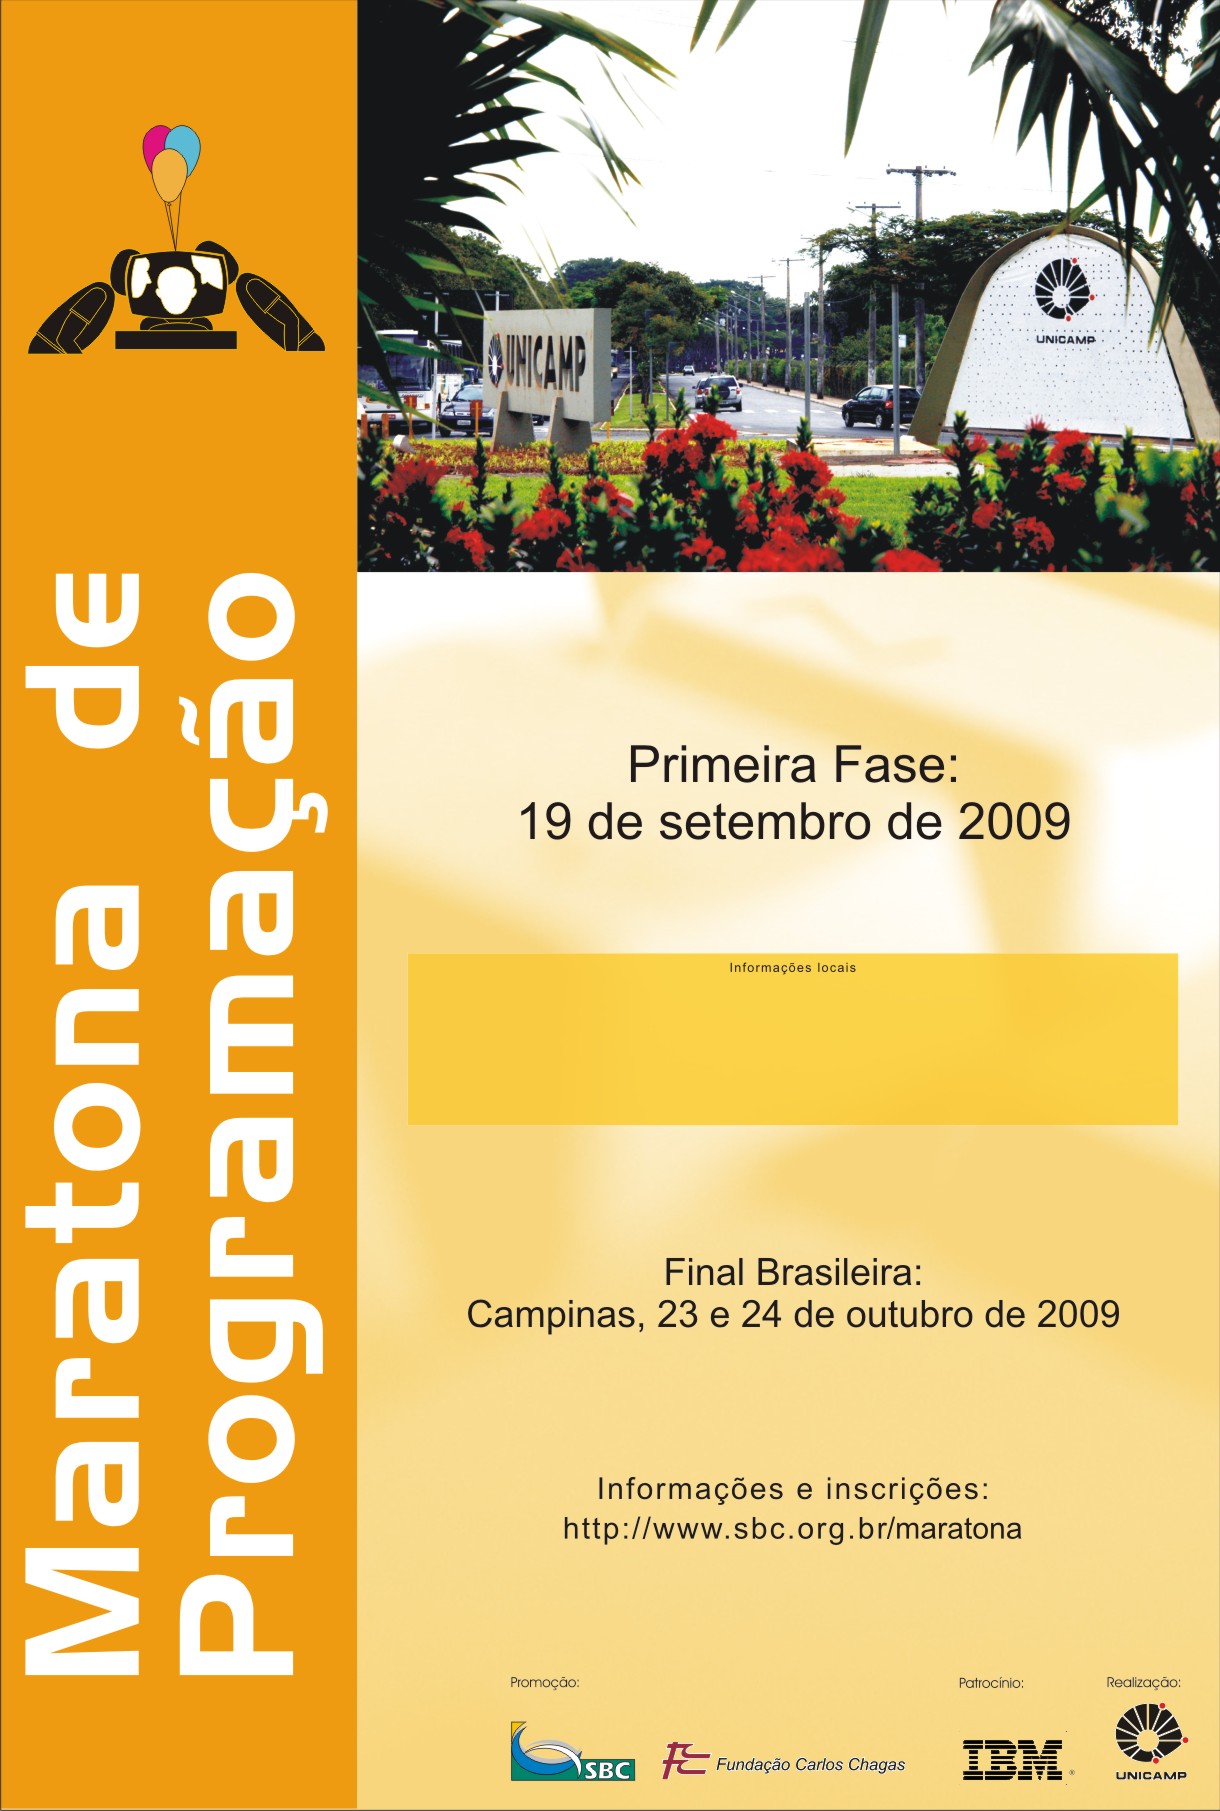 Maratona de
Programação
UNICAMP
UNICAMP
Primeira Fase:
19 de setembro de 2009
Informações locais
Final Brasileira:
Campinas, 23 e 24 de outubro de 2009
Informações e inscrições:
http://www.sbc.org.br/maratona
Promoção:
Patrocínio:
Realização:
SBC
FC
Fundação Carlos Chagas
IBM
®
UNICAMP